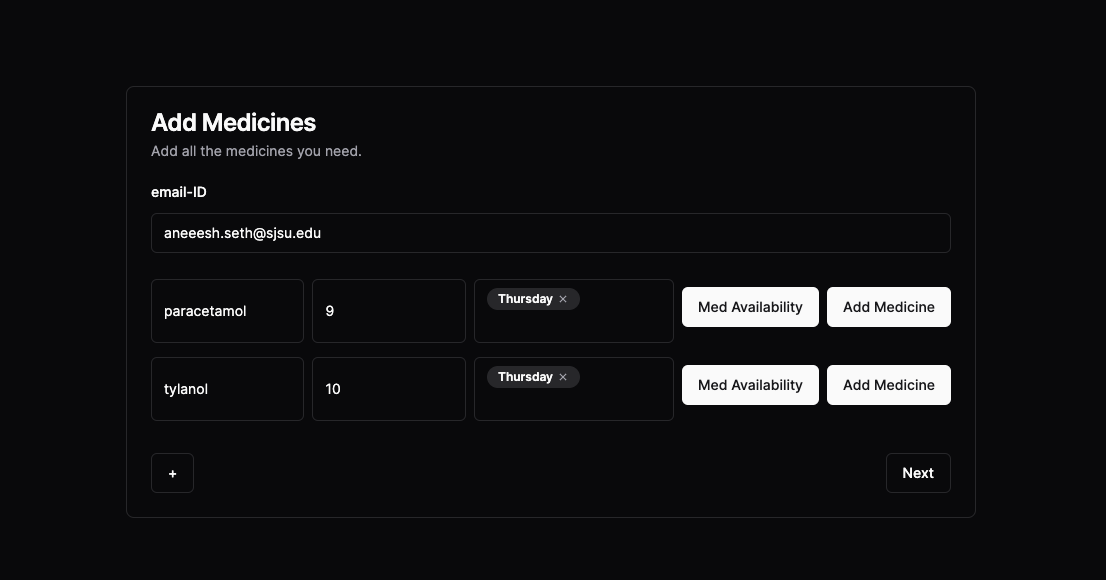 Add Medicines
Add all the medicines you need.
email-ID
aneeesh.seth@sjsu.edu
paracetamol 9 Thursday × Med Availability Add Medicine
tylanol 10 Thursday × Med Availability Add Medicine
+ Next